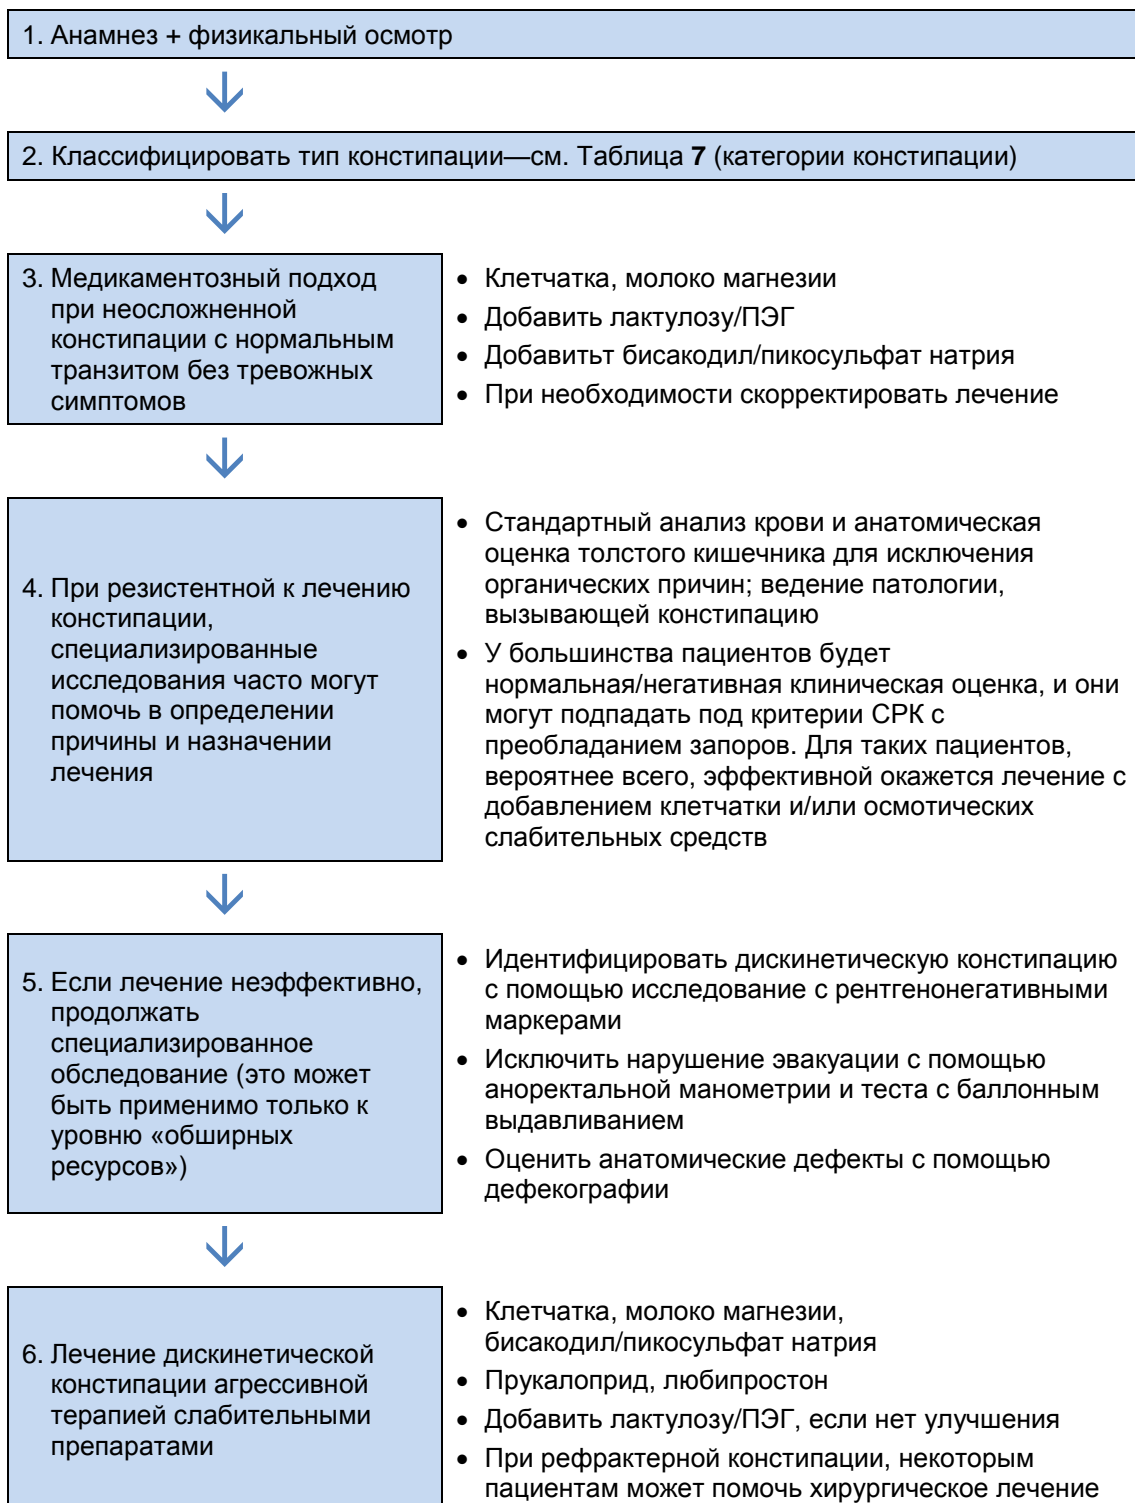 1. Анамнез + физикальный осмотр
2. Классифицировать тип констипации—см. Таблица 7 (категории констипации)
3. Медикаментозный подход
при неосложненной
констипации с нормальным
транзитом без тревожных
симптомов
• Клетчатка, молоко магнезии
• Добавить лактулозу/ПЭГ
• Добавитьт бисакодил/пикосульфат натрия
• При необходимости скорректировать лечение
4. При резистентной к лечению
констипации,
специализированные
исследования часто могут
помочь в определении
причины и назначении
лечения
• Стандартный анализ крови и анатомическая
оценка толстого кишечника для исключения
органических причин; ведение патологии,
вызывающей констипацию
• У большинства пациентов будет
нормальная/негативная клиническая оценка, и они
могут подпадать под критерии СРК с
преобладанием запоров. Для таких пациентов,
вероятнее всего, эффективной окажется лечение с
добавлением клетчатки и/или осмотических
слабительных средств
5. Если лечение неэффективно,
продолжать
специализированное
обследование (это может
быть применимо только к
уровню «обширных
ресурсов»)
• Идентифицировать дискинетическую констипацию
с помощью исследование с рентгенонегативными
маркерами
• Исключить нарушение эвакуации с помощью
аноректальной манометрии и теста с баллонным
выдавливанием
• Оценить анатомические дефекты с помощью
дефекографии
6. Лечение дискинетической
констипации агрессивной
терапией слабительными
препаратами
• Клетчатка, молоко магнезии,
бисакодил/пикосульфат натрия
• Прукалоприд, любипростон
• Добавить лактулозу/ПЭГ, если нет улучшения
• При рефрактерной констипации, некоторым
пациентам может помочь хирургическое лечение